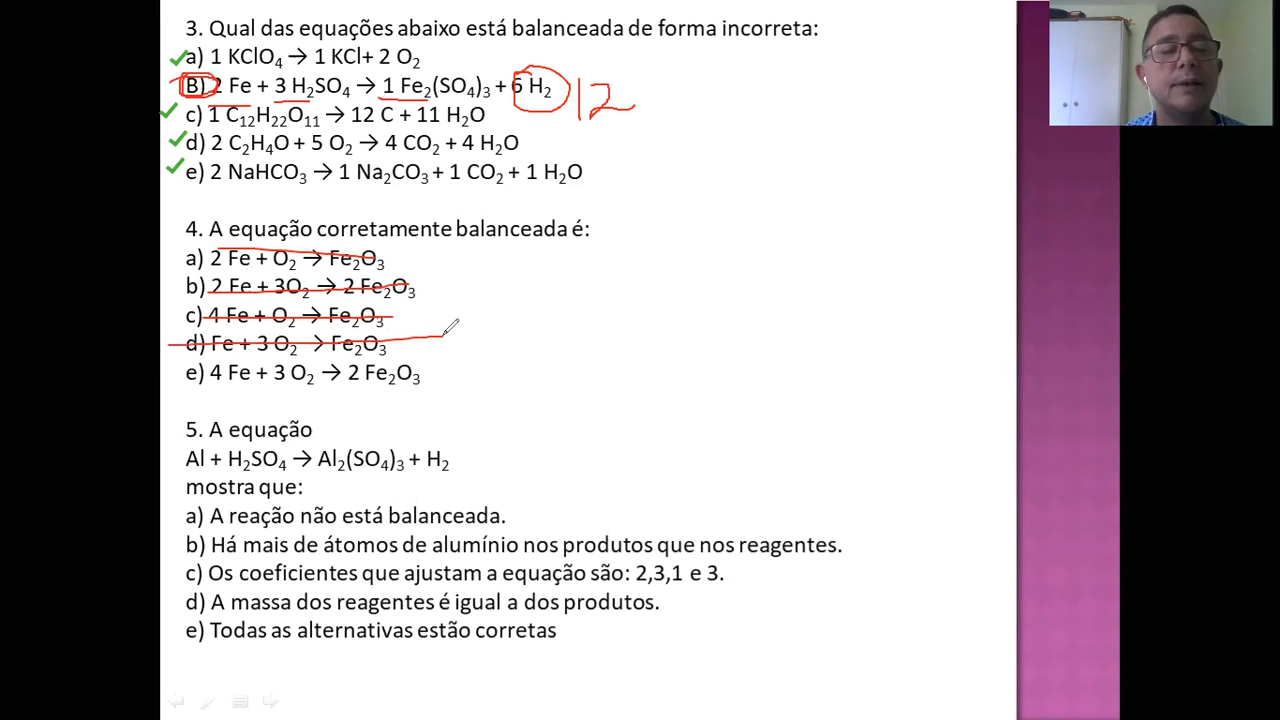 3. Qual das equações abaixo está balanceada de forma incorreta:
a) 1 KClO₄ → 1 KCl+ 2 O₂
B) 2 Fe + 3 H₂SO₄ → 1 Fe₂(SO₄)₃ + 6 H₂ 12
c) 1 C₁₂H₂₂O₁₁ → 12 C + 11 H₂O
d) 2 C₂H₄O + 5 O₂ → 4 CO₂ + 4 H₂O
e) 2 NaHCO₃ → 1 Na₂CO₃ + 1 CO₂ + 1 H₂O
4. A equação corretamente balanceada é:
a) 2 Fe + O₂ → Fe₂O₃
b) 2 Fe + 3O₂ → 2 Fe₂O₃
c) 4 Fe + O₂ → Fe₂O₃
d) Fe + 3 O₂ → Fe₂O₃
e) 4 Fe + 3 O₂ → 2 Fe₂O₃
5. A equação
Al + H₂SO₄ → Al₂(SO₄)₃ + H₂
mostra que:
a) A reação não está balanceada.
b) Há mais de átomos de alumínio nos produtos que nos reagentes.
c) Os coeficientes que ajustam a equação são: 2,3,1 e 3.
d) A massa dos reagentes é igual a dos produtos.
e) Todas as alternativas estão corretas